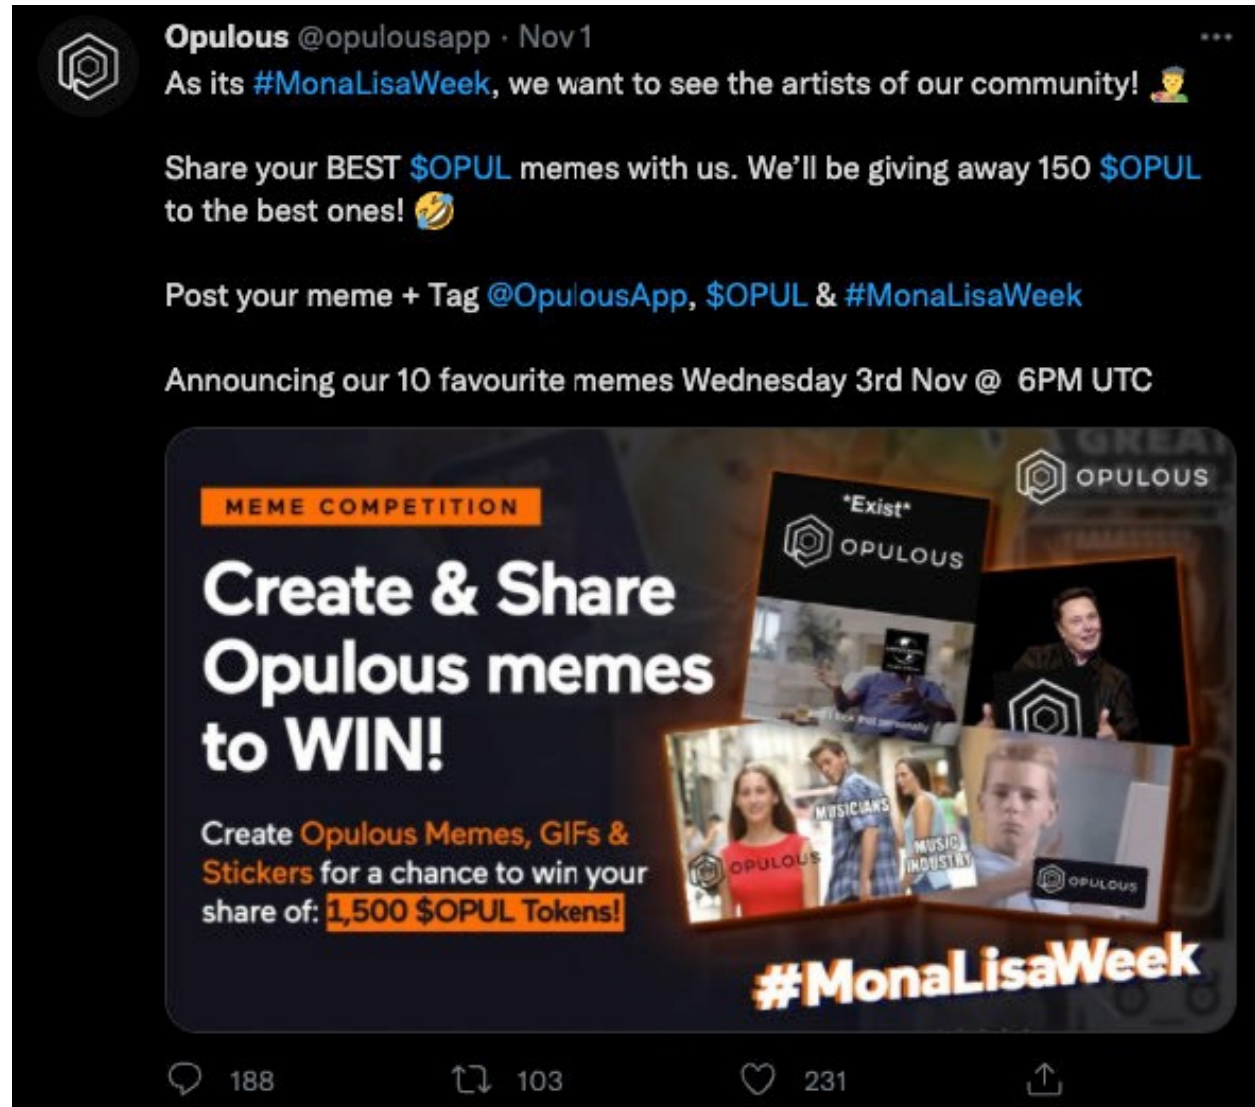 Opulous @opulousapp · Nov 1
As its #MonaLisaWeek, we want to see the artists of our community!
Share your BEST $OPUL memes with us. We'll be giving away 150 $OPUL
to the best ones!
Post your meme + Tag @OpulousApp, $OPUL & #MonaLisaWeek
Announcing our 10 favourite memes Wednesday 3rd Nov @ 6PM UTC
GREAT
OPULOUS
MEME COMPETITION
Create & Share
Opulous memes
to WIN!
Create Opulous Memes, GIFs &
Stickers for a chance to win your
share of: 1,500 $OPUL Tokens!
*Exist*
OPULOUS
took that personally
MUSICIANS
OPULOUS
MUSIC
INDUSTRY
OPULOUS
#MonaLisaWeek
188
103
231